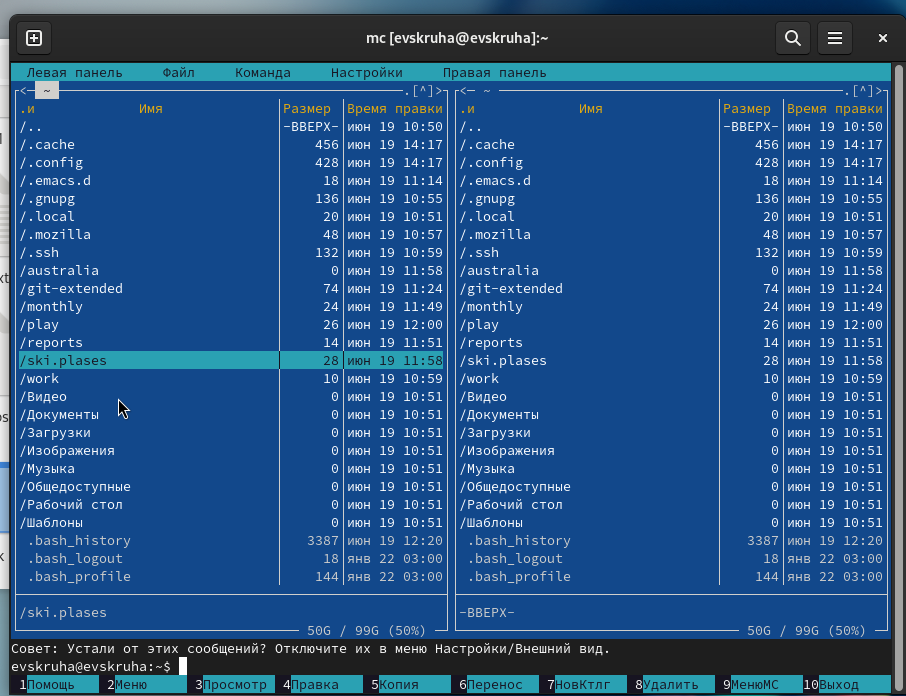 mc [evskruha@evskruha]:~
Левая панель Файл Команда Настройки Правая панель
<─ ~ .[^]> <─ ~ .[^]>
.и Имя Размер Время правки .и Имя Размер Время правки
/.. -ВВЕРХ- июн 19 10:50 /.. -ВВЕРХ- июн 19 10:50
/.cache 456 июн 19 14:17 /.cache 456 июн 19 14:17
/.config 428 июн 19 14:17 /.config 428 июн 19 14:17
/.emacs.d 18 июн 19 11:14 /.emacs.d 18 июн 19 11:14
/.gnupg 136 июн 19 10:55 /.gnupg 136 июн 19 10:55
/.local 20 июн 19 10:51 /.local 20 июн 19 10:51
/.mozilla 48 июн 19 10:57 /.mozilla 48 июн 19 10:57
/.ssh 132 июн 19 10:59 /.ssh 132 июн 19 10:59
/australia 0 июн 19 11:58 /australia 0 июн 19 11:58
/git-extended 74 июн 19 11:24 /git-extended 74 июн 19 11:24
/monthly 24 июн 19 11:49 /monthly 24 июн 19 11:49
/play 26 июн 19 12:00 /play 26 июн 19 12:00
/reports 14 июн 19 11:51 /reports 14 июн 19 11:51
/ski.plases 28 июн 19 11:58 /ski.plases 28 июн 19 11:58
/work 10 июн 19 10:59 /work 10 июн 19 10:59
/Видео 0 июн 19 10:51 /Видео 0 июн 19 10:51
/Документы 0 июн 19 10:51 /Документы 0 июн 19 10:51
/Загрузки 0 июн 19 10:51 /Загрузки 0 июн 19 10:51
/Изображения 0 июн 19 10:51 /Изображения 0 июн 19 10:51
/Музыка 0 июн 19 10:51 /Музыка 0 июн 19 10:51
/Общедоступные 0 июн 19 10:51 /Общедоступные 0 июн 19 10:51
/Рабочий стол 0 июн 19 10:51 /Рабочий стол 0 июн 19 10:51
/Шаблоны 0 июн 19 10:51 /Шаблоны 0 июн 19 10:51
.bash_history 3387 июн 19 12:20 .bash_history 3387 июн 19 12:20
.bash_logout 18 янв 22 03:00 .bash_logout 18 янв 22 03:00
.bash_profile 144 янв 22 03:00 .bash_profile 144 янв 22 03:00
/ski.plases -ВВЕРХ-
50G / 99G (50%) 50G / 99G (50%)
Совет: Устали от этих сообщений? Отключите их в меню Настройки/Внешний вид.
evskruha@evskruha:~$
1Помощь 2Меню 3Просмотр 4Правка 5Копия 6Перенос 7НовКтлг 8Удалить 9МенюMC 10Выход